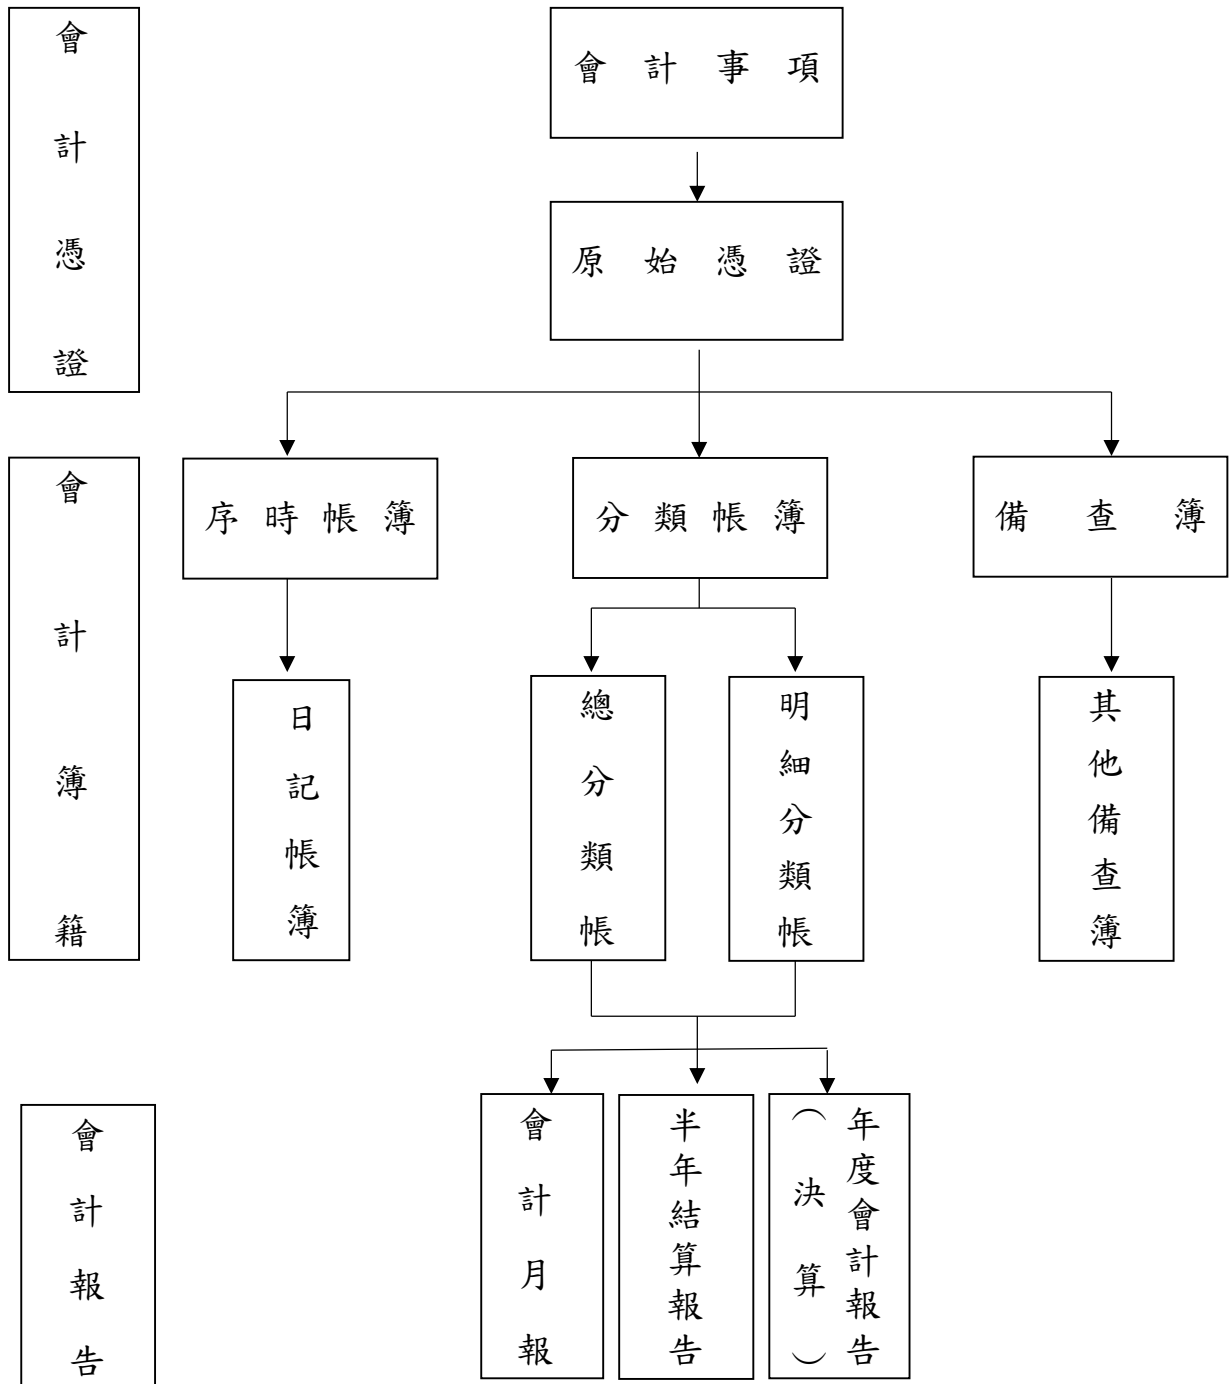 會計憑證
會計事項
原始憑證
會計簿籍
序時帳簿
分類帳簿
備查簿
日記帳簿
總分類帳
明細分類帳
其他備查簿
會計報告
會計月報
半年結算報告
年度會計報告
（決算）